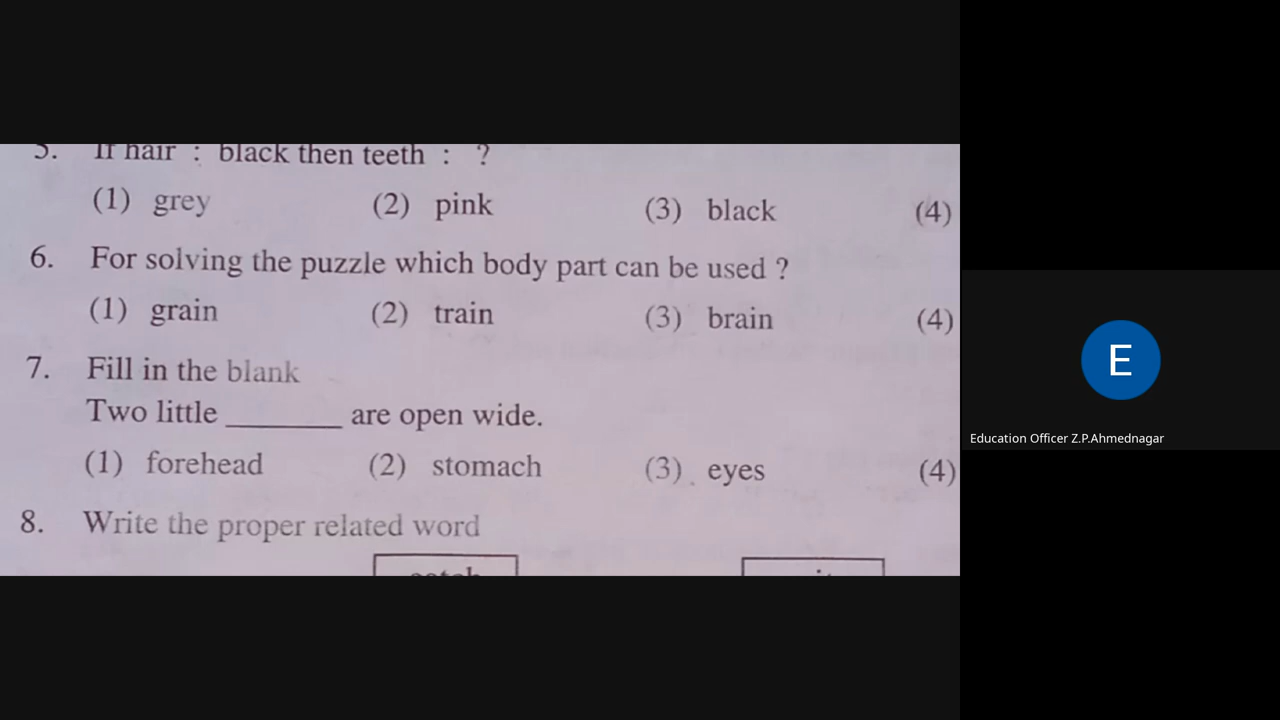 5. If hair : black then teeth : ?
(1) grey (2) pink (3) black (4)
6. For solving the puzzle which body part can be used ?
(1) grain (2) train (3) brain (4)
7. Fill in the blank
Two little ________ are open wide.
(1) forehead (2) stomach (3) eyes (4)
8. Write the proper related word
E
Education Officer Z.P.Ahmednagar